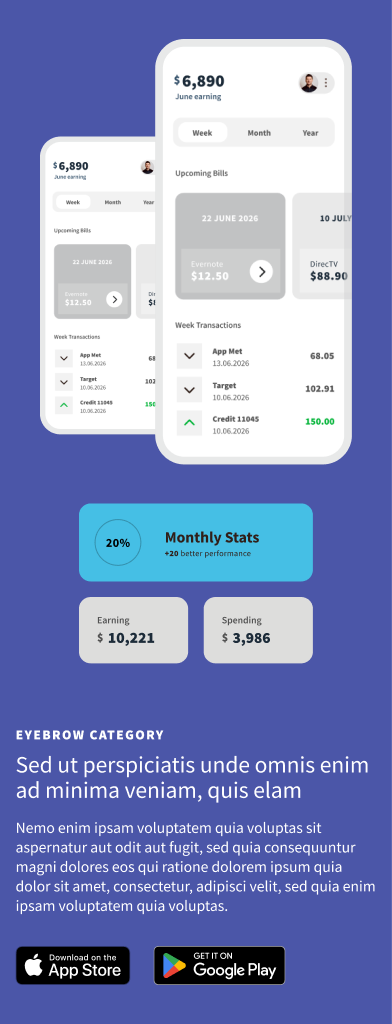 $ 6,890
June earning
Week Month Year
Upcoming Bills
22 JUNE 2026
Evernote
$12.50
10 JULY
DirecTV
$88.90
Week Transactions
App Met 68.05
13.06.2026
Target 102.91
10.06.2026
Credit 11045 150.00
10.06.2026
$ 6,890
June earning
Week Month Year
Upcoming Bills
22 JUNE 2026
Evernote
$12.50
Week Transactions
App Met 68
13.06.2026
Target 102
10.06.2026
Credit 11045 150
10.06.2026
20%
Monthly Stats
+20 better performance
Earning
$ 10,221
Spending
$ 3,986
EYEBROW CATEGORY
Sed ut perspiciatis unde omnis enim
ad minima veniam, quis elam
Nemo enim ipsam voluptatem quia voluptas sit
aspernatur aut odit aut fugit, sed quia consequuntur
magni dolores eos qui ratione dolorem ipsum quia
dolor sit amet, consectetur, adipisci velit, sed quia enim
ipsam voluptatem quia voluptas.
Download on the
App Store
GET IT ON
Google Play